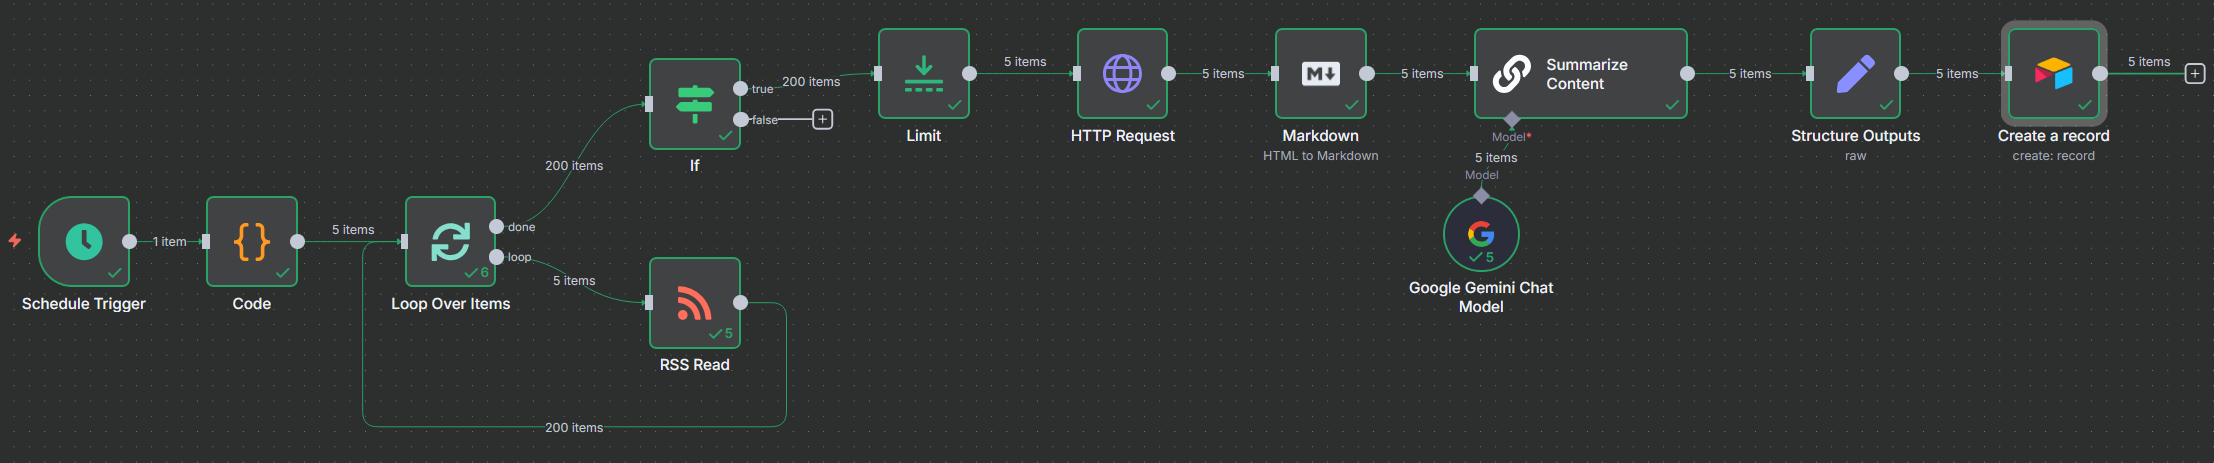 Schedule Trigger
1 item
Code
5 items
Loop Over Items
6
done
loop
200 items
If
true
false
200 items
5 items
RSS Read
5
200 items
Limit
5 items
HTTP Request
5 items
M
Markdown
HTML to Markdown
5 items
Summarize
Content
Model*
5 items
Model
G
5
Google Gemini Chat
Model
5 items
Structure Outputs
raw
5 items
Create a record
create: record
5 items